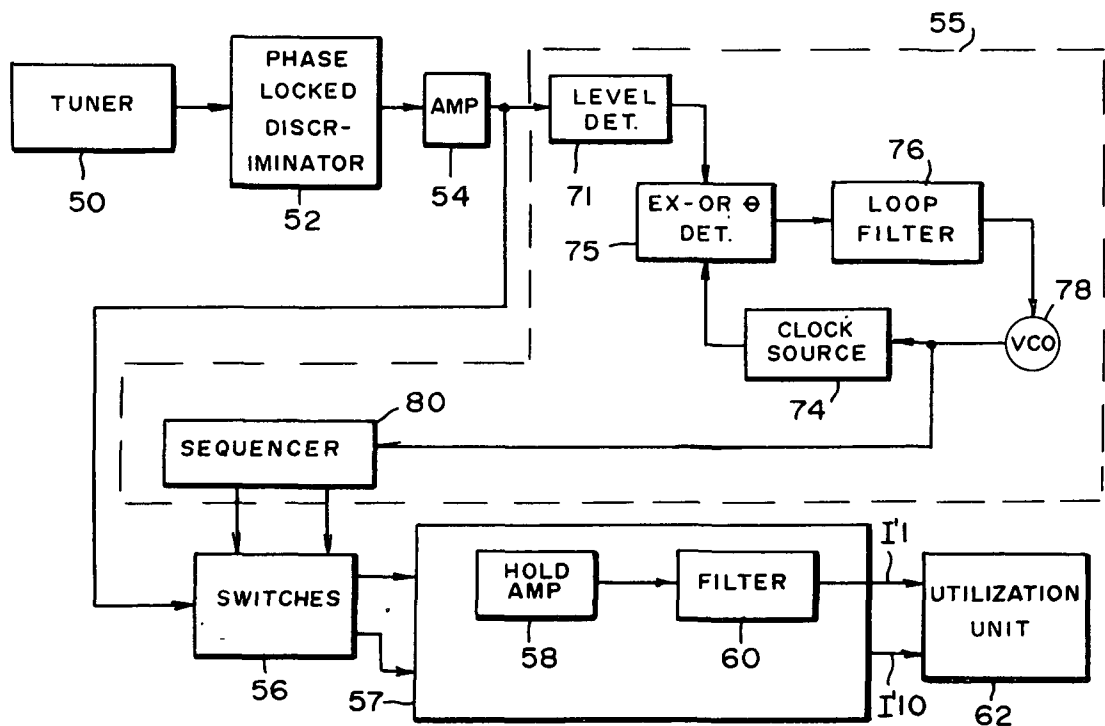 TUNER
50
PHASE
LOCKED
DISCR-
IMINATOR
52
AMP
54
55
LEVEL
DET.
71
EX-OR Θ
DET.
75
76
LOOP
FILTER
78
VCO
CLOCK
SOURCE
74
80
SEQUENCER
SWITCHES
56
57
HOLD
AMP
58
FILTER
60
I'1
I'10
UTILIZATION
UNIT
62